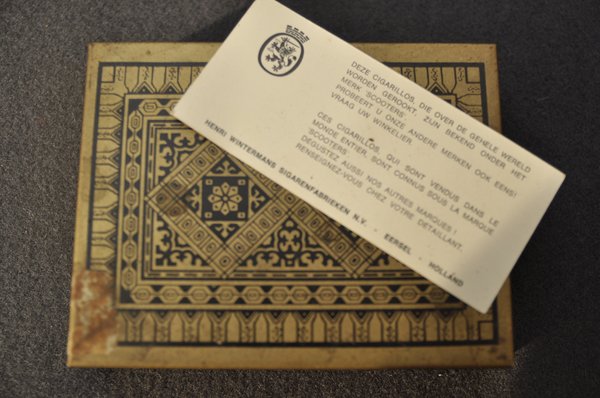 DEZE CIGARILLOS, DIE OVER DE GEHELE WERELD
WORDEN GEROOKT, ZIJN BEKEND ONDER HET
MERK 'SCOOTERS'
PROBEERT U ONZE ANDERE MERKEN OOK EENS!
VRAAG UW WINKELIER.
CES CIGARILLOS, QUI SONT VENDUS DANS LE
MONDE ENTIER, SONT CONNUS SOUS LA MARQUE
'SCOOTERS'
DEGUSTEZ AUSSI NOS AUTRES MARQUES!
RENSEIGNEZ-VOUS CHEZ VOTRE DETAILLANT.
HENRI WINTERMANS SIGARENFABRIEKEN N.V. - EERSEL - HOLLAND